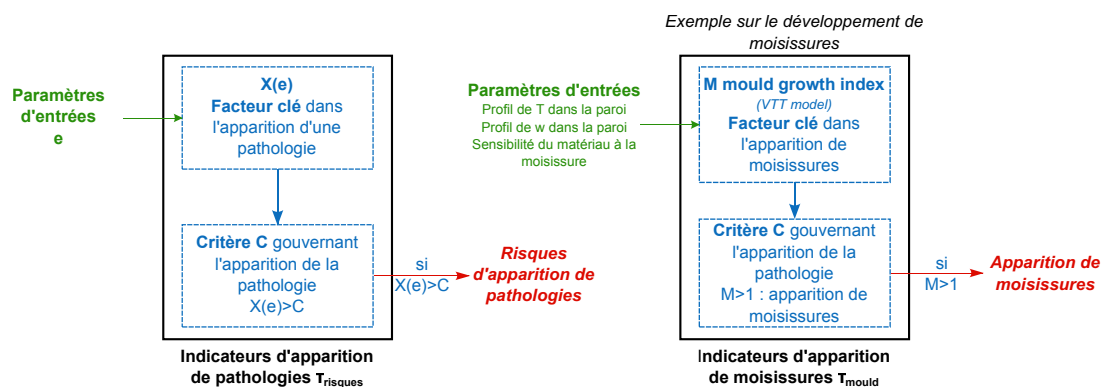 Paramètres
d'entrées
e
X(e)
Facteur clé dans
l'apparition d'une
pathologie
Critère C gouvernant
l'apparition de la
pathologie
X(e)>C
si
X(e)>C
Risques
d'apparition de
pathologies
Indicateurs d'apparition
de pathologies τrisques
Exemple sur le développement de
moisissures
Paramètres d'entrées
Profil de T dans la paroi
Profil de w dans la paroi
Sensibilité du matériau à la
moisissure
M mould growth index
(VTT model)
Facteur clé dans
l'apparition de
moisissures
Critère C gouvernant
l'apparition de la
pathologie
M>1 : apparition de
moisissures
si
M>1
Apparition de
moisissures
Indicateurs d'apparition
de moisissures τmould